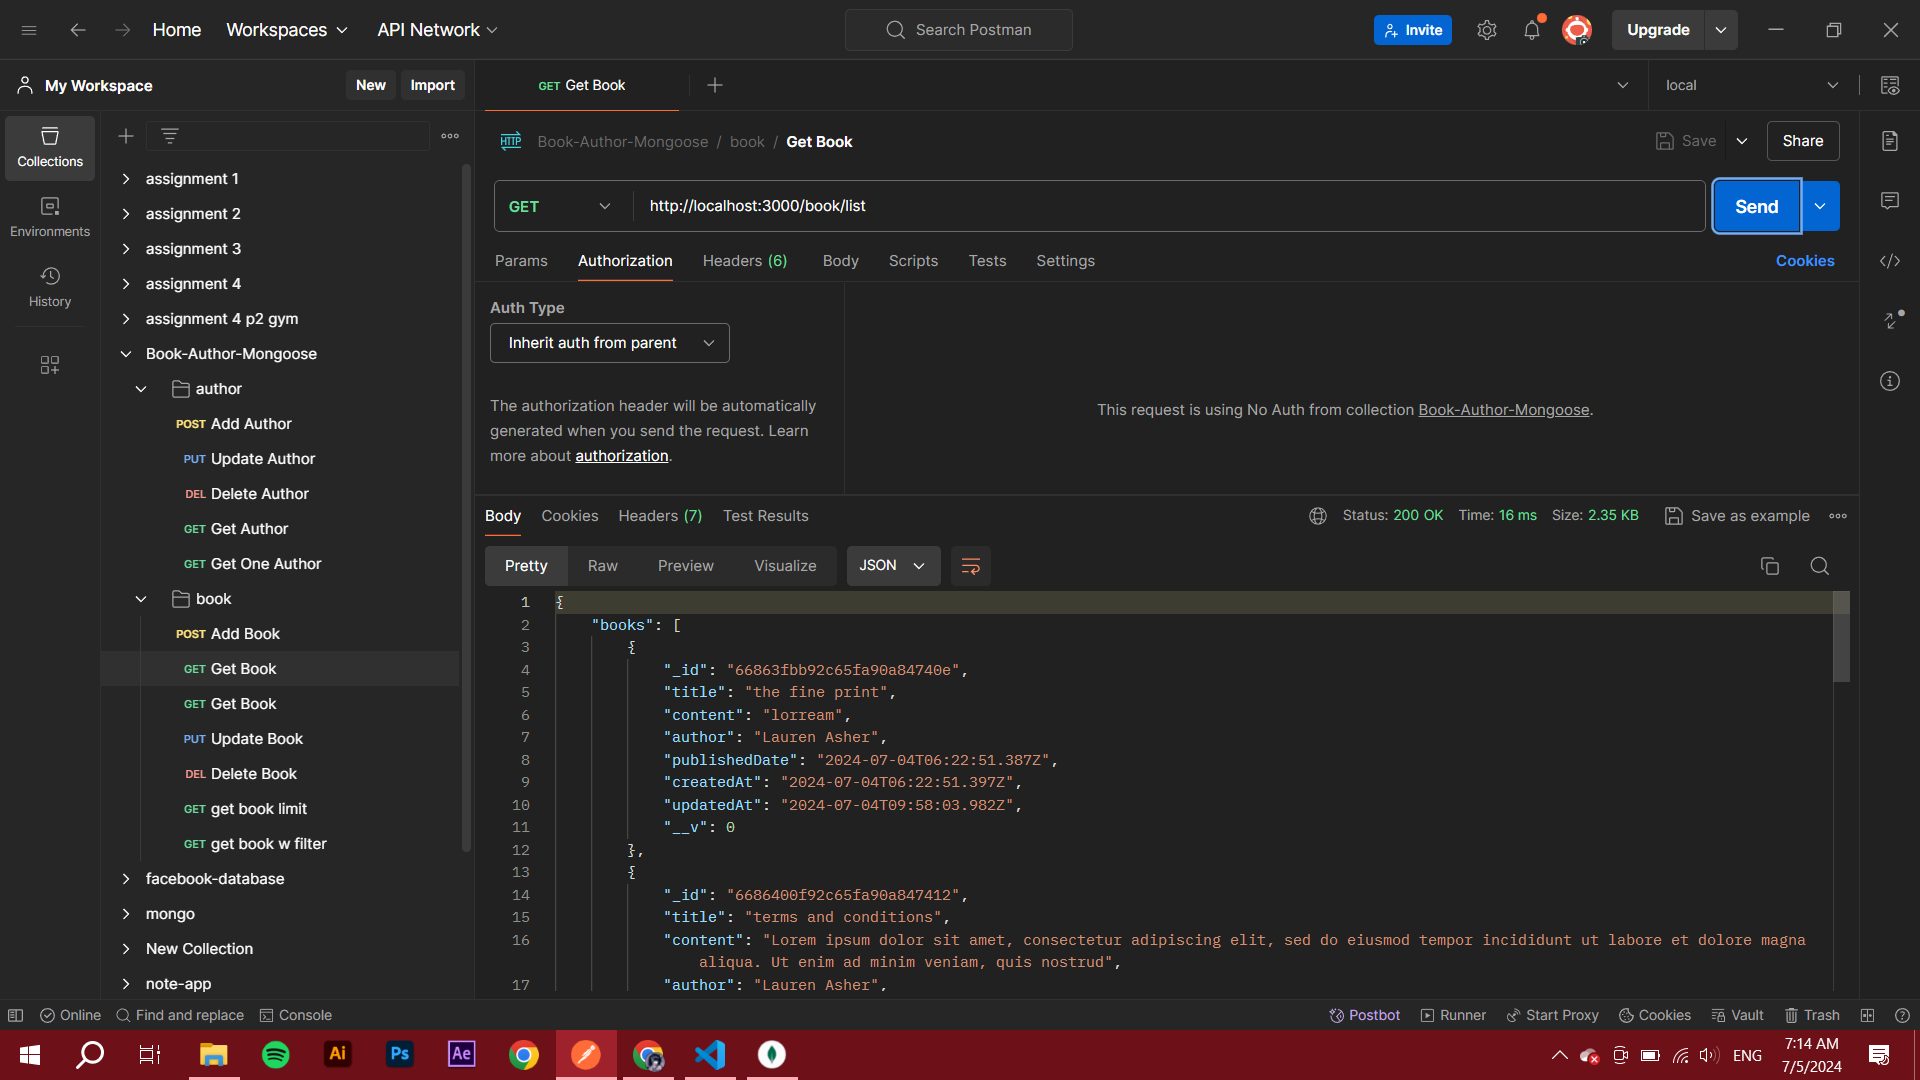 Home
Workspaces
API Network
Search Postman
Invite
Upgrade
My Workspace
New
Import
GET Get Book
local
Collections
Environments
History
assignment 1
assignment 2
assignment 3
assignment 4
assignment 4 p2 gym
Book-Author-Mongoose
author
POST Add Author
PUT Update Author
DEL Delete Author
GET Get Author
GET Get One Author
book
POST Add Book
GET Get Book
GET Get Book
PUT Update Book
DEL Delete Book
GET get book limit
GET get book w filter
facebook-database
mongo
New Collection
note-app
HTTP Book-Author-Mongoose / book / Get Book
Save
Share
GET http://localhost:3000/book/list
Send
Params Authorization Headers (6) Body Scripts Tests Settings
Cookies
Auth Type
Inherit auth from parent
The authorization header will be automatically
generated when you send the request. Learn
more about authorization.
This request is using No Auth from collection Book-Author-Mongoose.
Body Cookies Headers (7) Test Results
Status: 200 OK Time: 16 ms Size: 2.35 KB
Save as example
Pretty Raw Preview Visualize JSON
1 {
2 "books": [
3 {
4 "_id": "66863fbb92c65fa90a84740e",
5 "title": "the fine print",
6 "content": "lorream",
7 "author": "Lauren Asher",
8 "publishedDate": "2024-07-04T06:22:51.387Z",
9 "createdAt": "2024-07-04T06:22:51.397Z",
10 "updatedAt": "2024-07-04T09:58:03.982Z",
11 "__v": 0
12 },
13 {
14 "_id": "6686400f92c65fa90a847412",
15 "title": "terms and conditions",
16 "content": "Lorem ipsum dolor sit amet, consectetur adipiscing elit, sed do eiusmod tempor incididunt ut labore et dolore magna
aliqua. Ut enim ad minim veniam, quis nostrud",
17 "author": "Lauren Asher",
Online
Find and replace
Console
Postbot
Runner
Start Proxy
Cookies
Vault
Trash
Ai
Ps
Ae
ENG
7:14 AM
7/5/2024